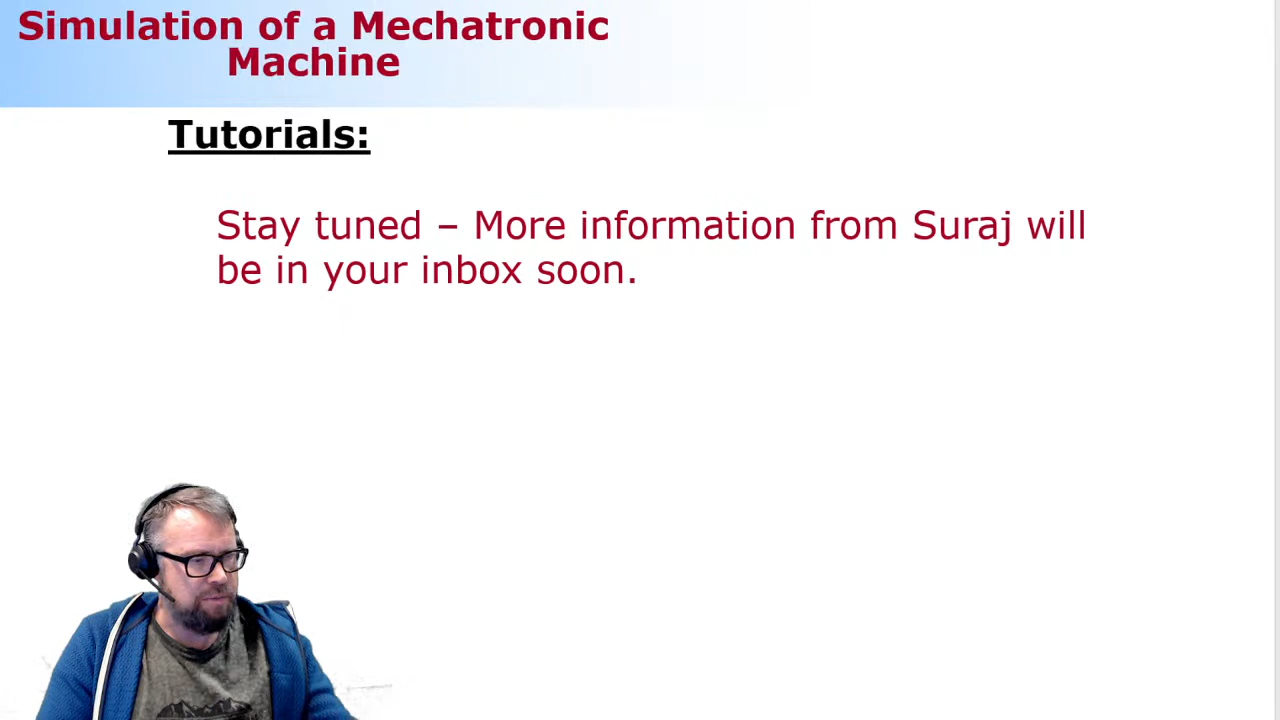 Simulation of a Mechatronic
Machine
Tutorials:
Stay tuned – More information from Suraj will
be in your inbox soon.